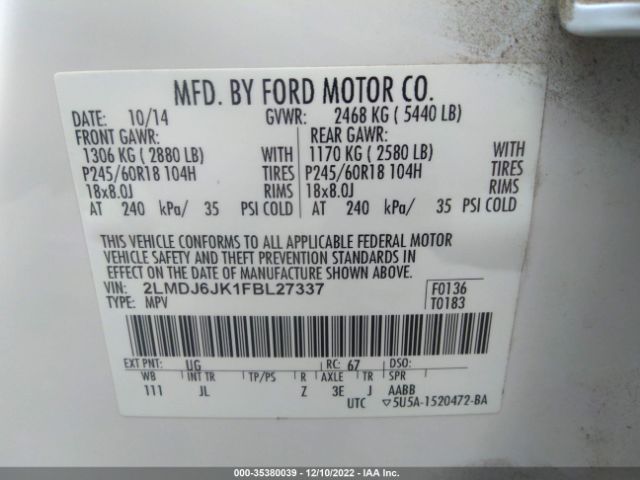 MFD. BY FORD MOTOR CO.
DATE: 10/14 GVWR: 2468 KG ( 5440 LB)
FRONT GAWR: REAR GAWR:
1306 KG ( 2880 LB) WITH 1170 KG ( 2580 LB) WITH
P245/60R18 104H TIRES P245/60R18 104H TIRES
18x8.0J RIMS 18x8.0J RIMS
AT 240 kPa/ 35 PSI COLD AT 240 kPa/ 35 PSI COLD
THIS VEHICLE CONFORMS TO ALL APPLICABLE FEDERAL MOTOR
VEHICLE SAFETY AND THEFT PREVENTION STANDARDS IN
EFFECT ON THE DATE OF MANUFACTURE SHOWN ABOVE.
VIN: 2LMDJ6JK1FBL27337 F0136
TYPE: MPV T0183
EXT PNT: UG RC: 67 DSO:
WB INT TR TP/PS R AXLE TR SPR
111 JL Z 3E J AABB
UTC ▽5U5A-1520472-BA
000-35380039 - 12/10/2022 - IAA Inc.